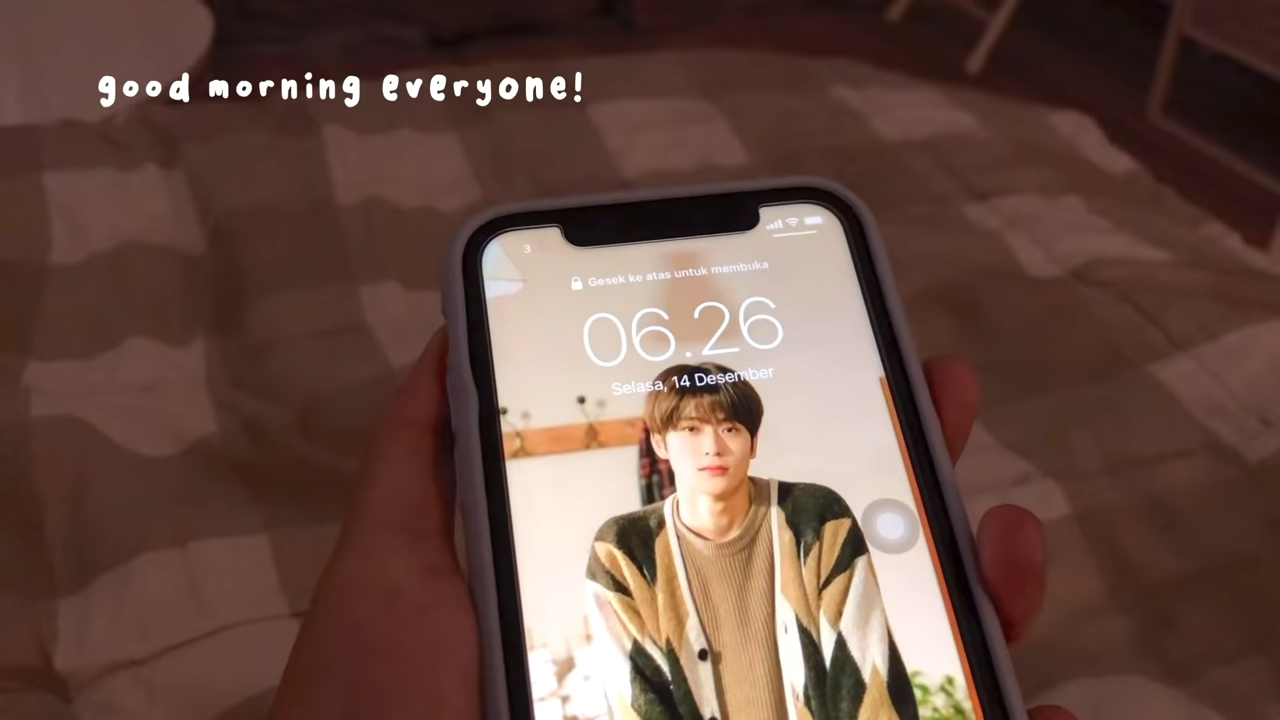 good morning everyone!
3
Gesek ke atas untuk membuka
06.26
Selasa, 14 Desember